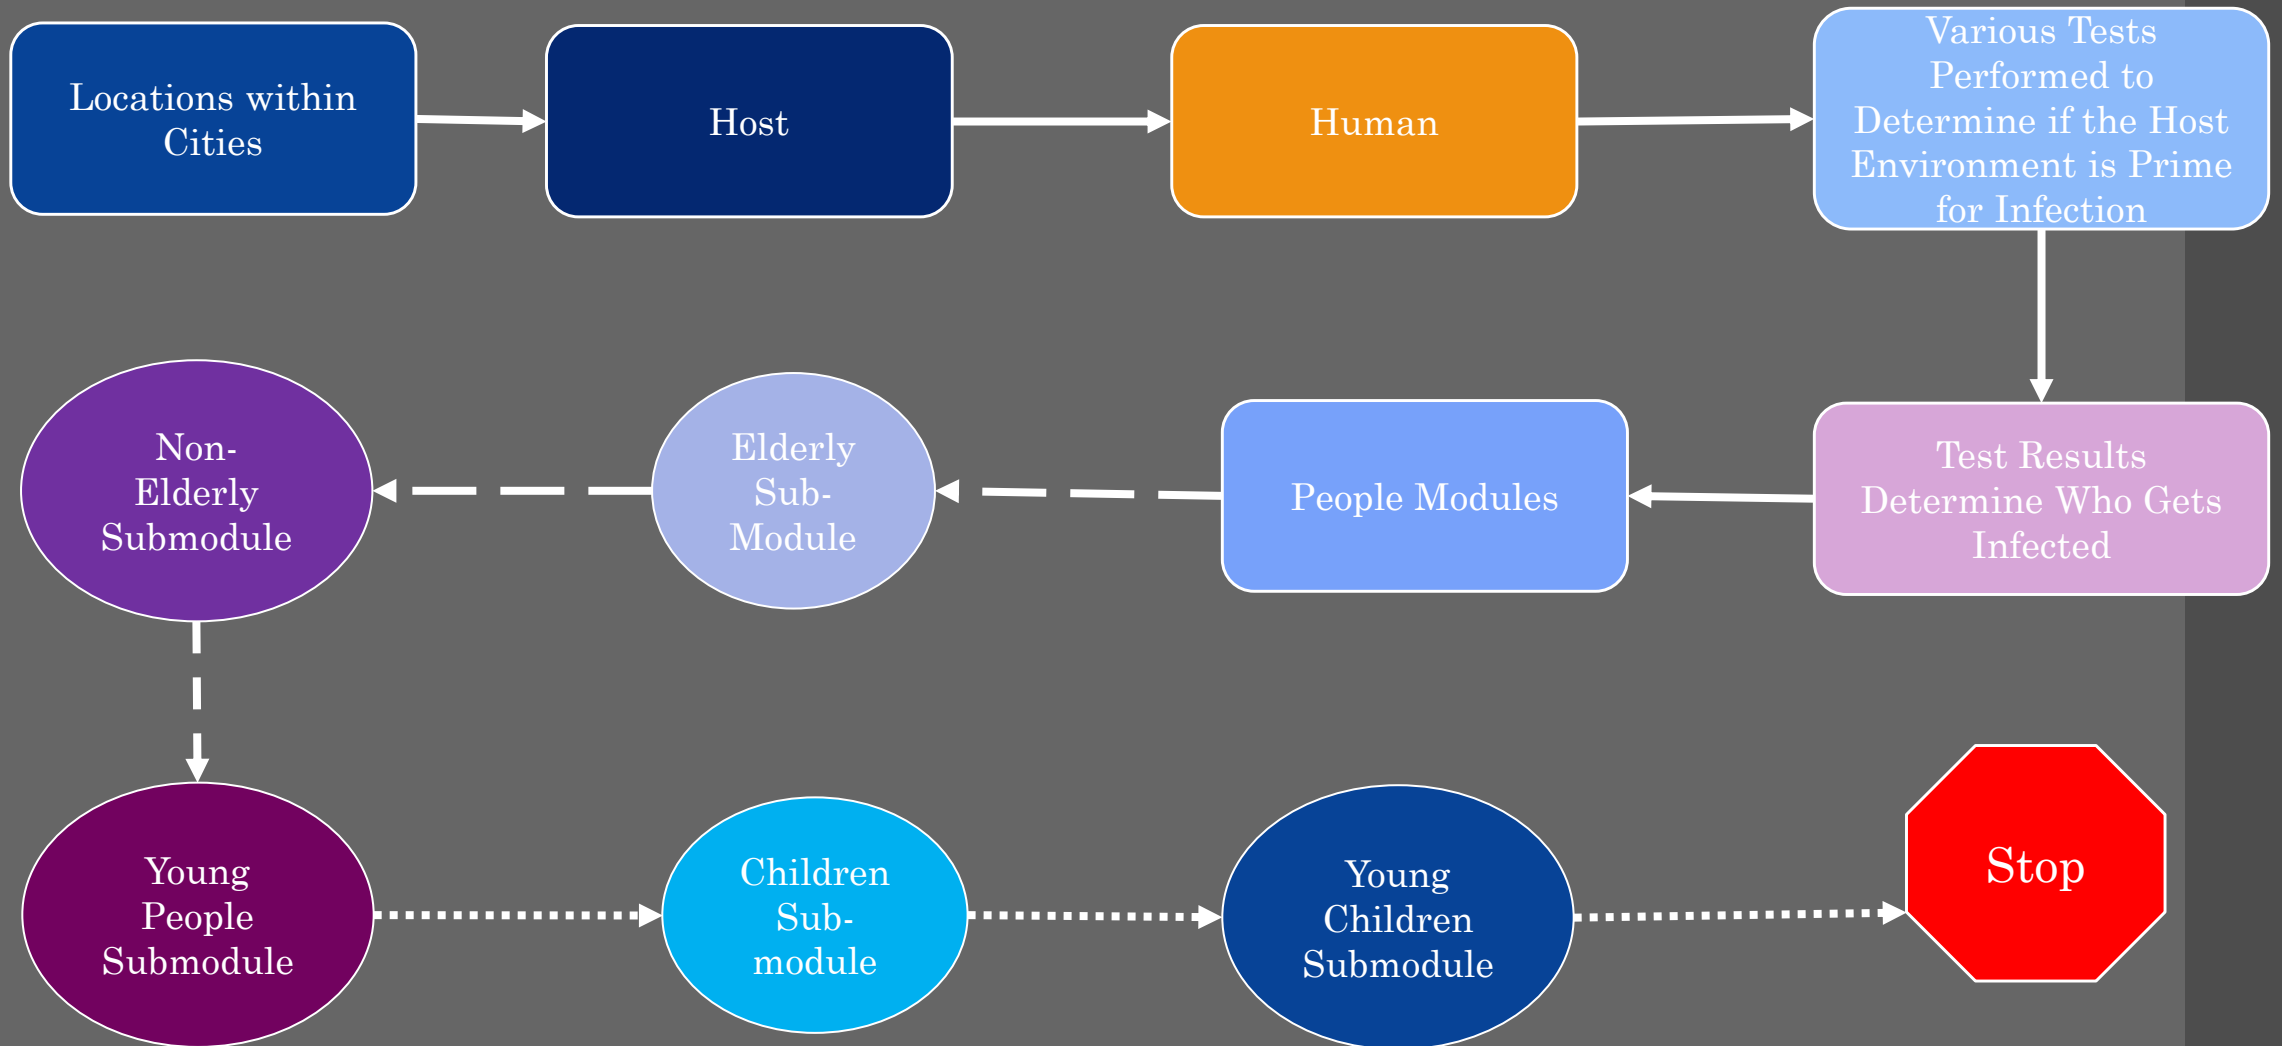 Locations within
Cities
Host
Human
Various Tests
Performed to
Determine if the Host
Environment is Prime
for Infection
Non-
Elderly
Submodule
Elderly
Sub-
Module
People Modules
Test Results
Determine Who Gets
Infected
Young
People
Submodule
Children
Sub-
module
Young
Children
Submodule
Stop